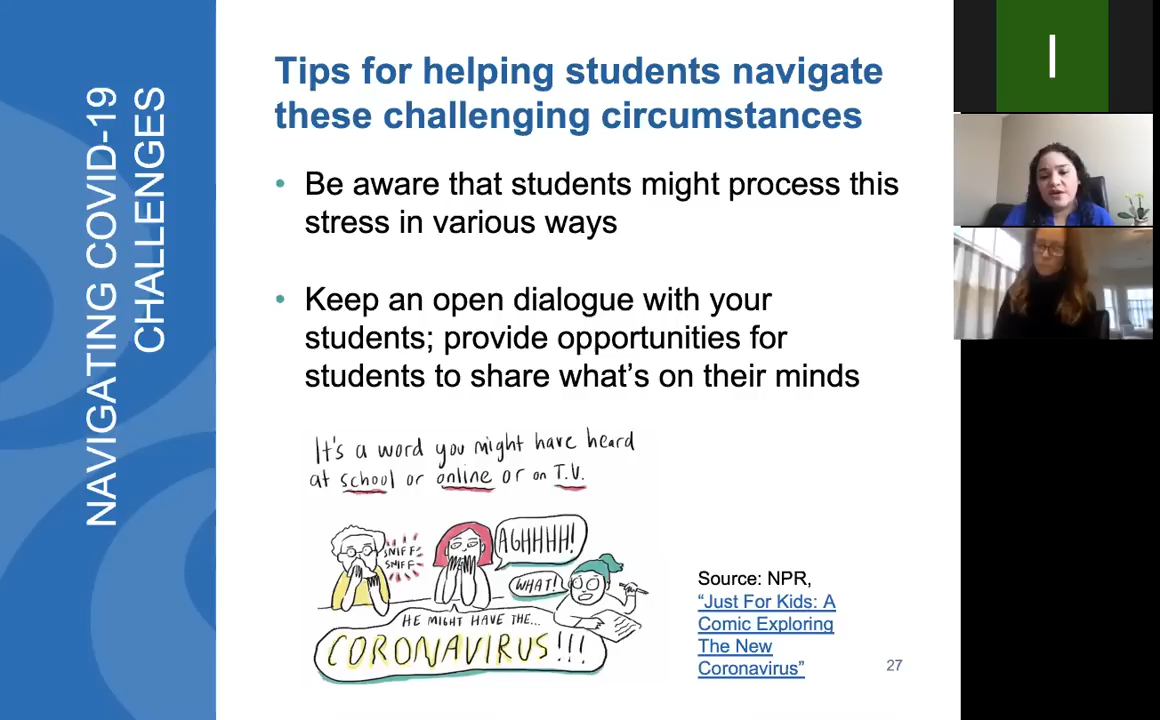 NAVIGATING COVID-19
CHALLENGES
Tips for helping students navigate
these challenging circumstances
• Be aware that students might process this
stress in various ways
• Keep an open dialogue with your
students; provide opportunities for
students to share what's on their minds
It's a word you might have heard
at school or online or on T.V.
SNIFF
SNIFF
AGHHHH!
WHAT!
HE MIGHT HAVE THE...
CORONAVIRUS!!!
Source: NPR,
“Just For Kids: A
Comic Exploring
The New
Coronavirus”
27
I